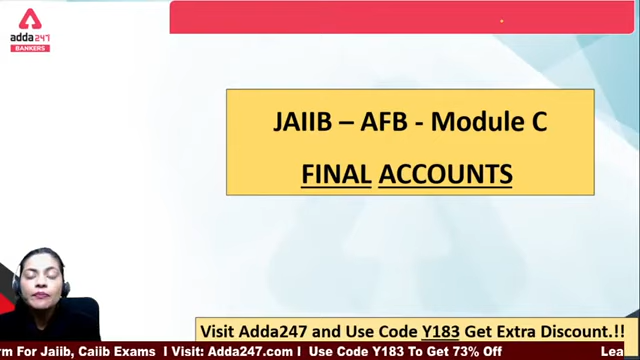 adda247
BANKERS
JAIIB – AFB - Module C
FINAL ACCOUNTS
Visit Adda247 and Use Code Y183 Get Extra Discount.!!
For Jaiib, Caiib Exams I Visit: Adda247.com I Use Code Y183 To Get 73% Off